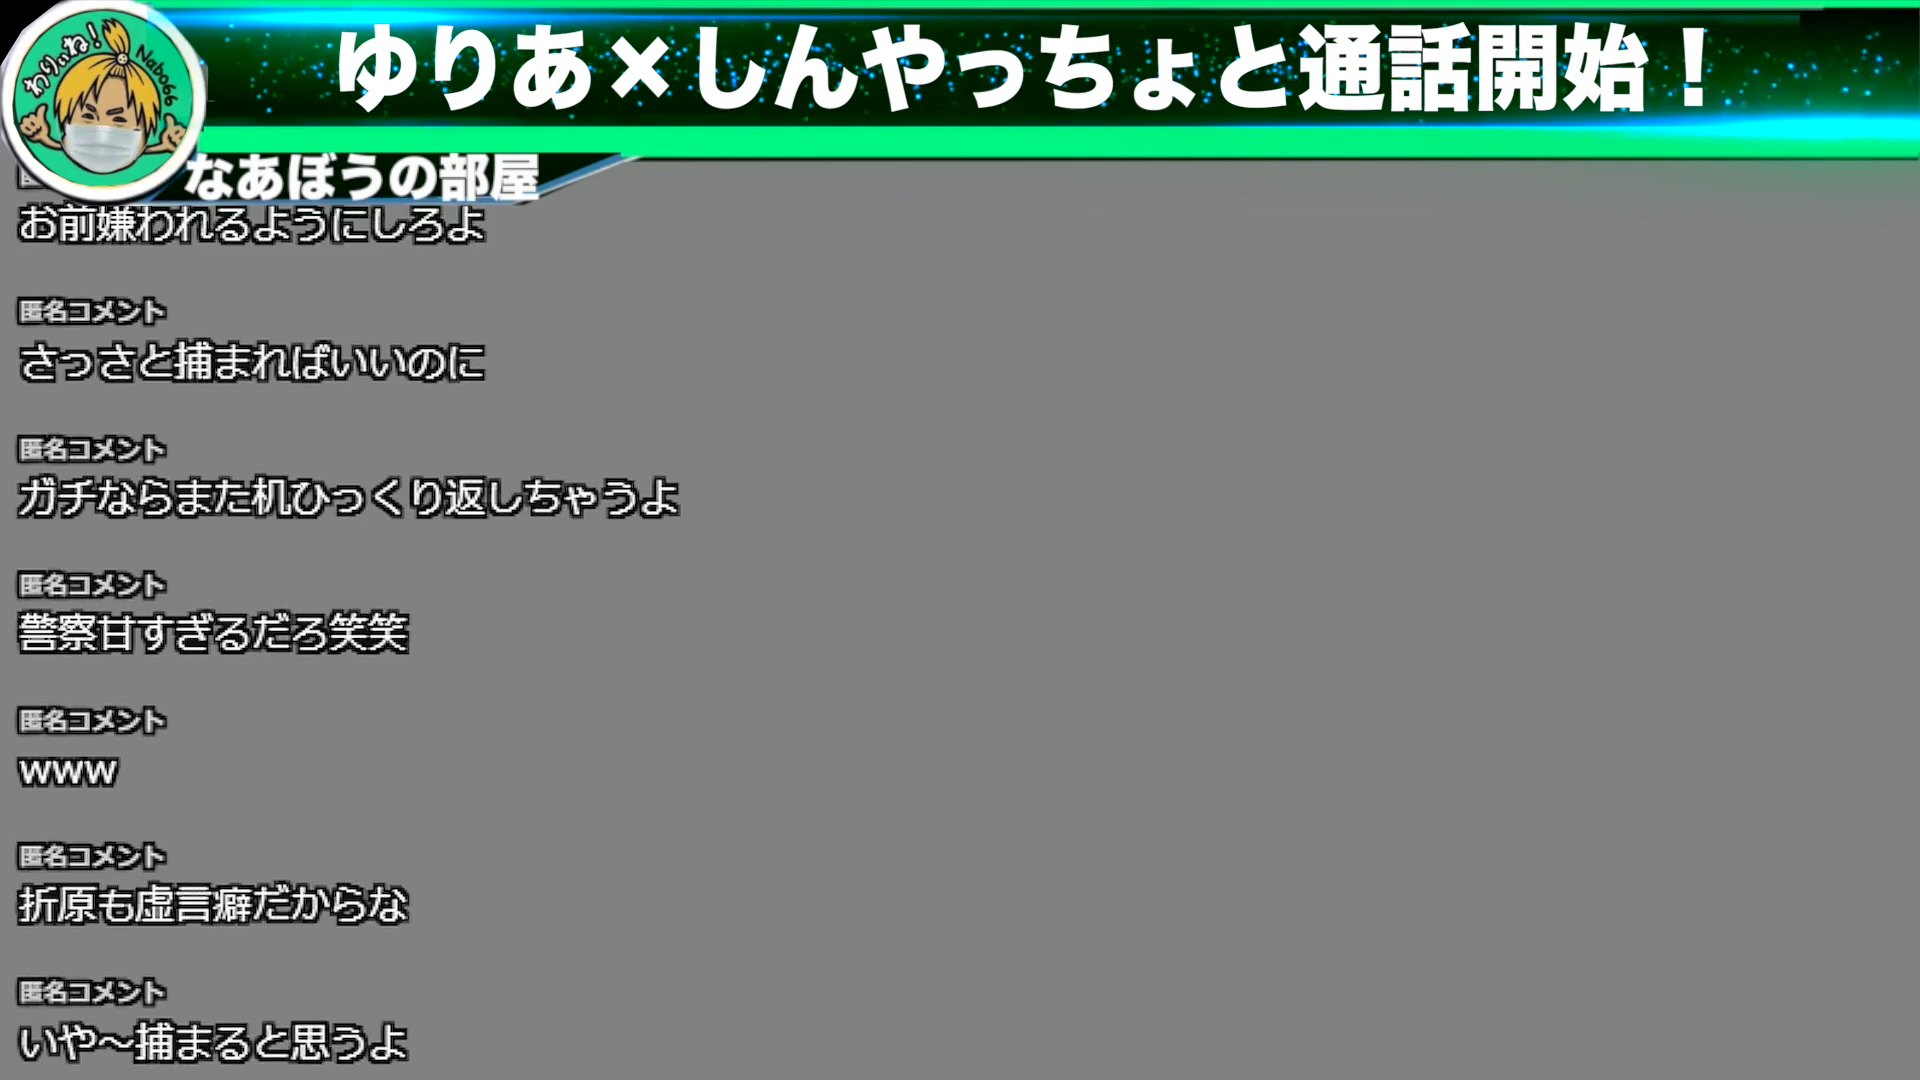 ゆりあ×しんやっちょと通話開始！
わりぃね！
Nabo66
なあぼうの部屋
お前嫌われるようにしろよ
匿名コメント
さっさと捕まればいいのに
匿名コメント
ガチならまた机ひっくり返しちゃうよ
匿名コメント
警察甘すぎるだろ笑笑
匿名コメント
www
匿名コメント
折原も虚言癖だからな
匿名コメント
いや～捕まると思うよ